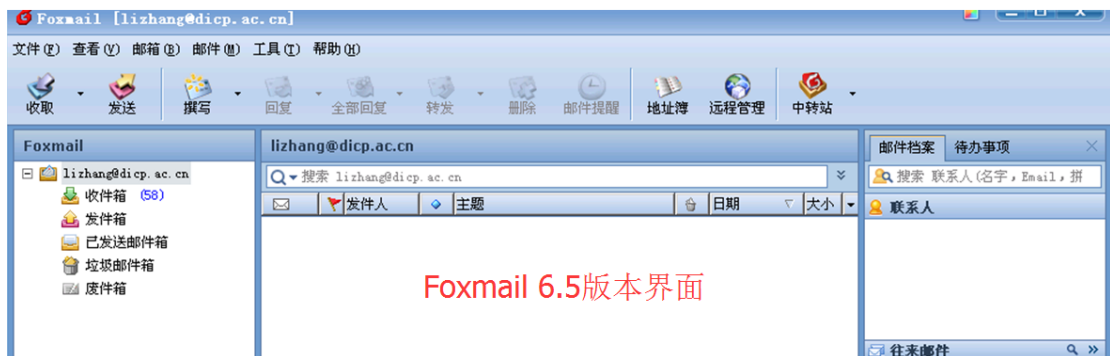 Foxmail [lizhang@dicp.ac.cn]
文件(F) 查看(V) 邮箱(B) 邮件(M) 工具(T) 帮助(H)
收取 发送 撰写 回复 全部回复 转发 删除 邮件提醒 地址簿 远程管理 中转站
Foxmail
lizhang@dicp.ac.cn
收件箱 (58)
发件箱
已发送邮件箱
垃圾邮件箱
废件箱
lizhang@dicp.ac.cn
搜索 lizhang@dicp.ac.cn
发件人 主题 日期 大小
Foxmail 6.5版本界面
邮件档案 待办事项
搜索 联系人(名字,Email,拼
联系人
往来邮件